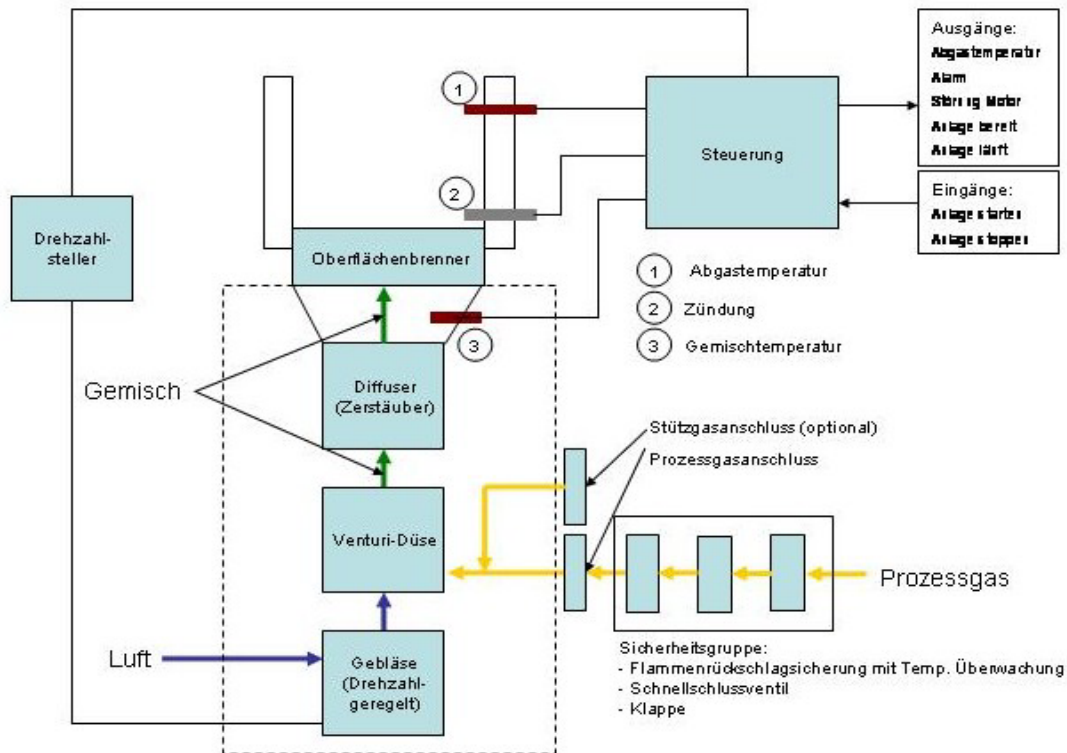 Ausgänge:
Abgastemperatur
Alarm
Störung Motor
Anlage bereit
Anlage läuft
Eingänge:
Anlage starten
Anlage stoppen
Steuerung
1
2
3
Drehzahl-
steller
Oberflächenbrenner
1 Abgastemperatur
2 Zündung
3 Gemischtemperatur
Gemisch
Diffuser
(Zerstäuber)
Stützgasanschluss (optional)
Prozessgasanschluss
Venturi-Düse
Prozessgas
Luft
Gebläse
(Drehzahl-
geregelt)
Sicherheitsgruppe:
- Flammenrückschlagsicherung mit Temp. Überwachung
- Schnellschlussventil
- Klappe